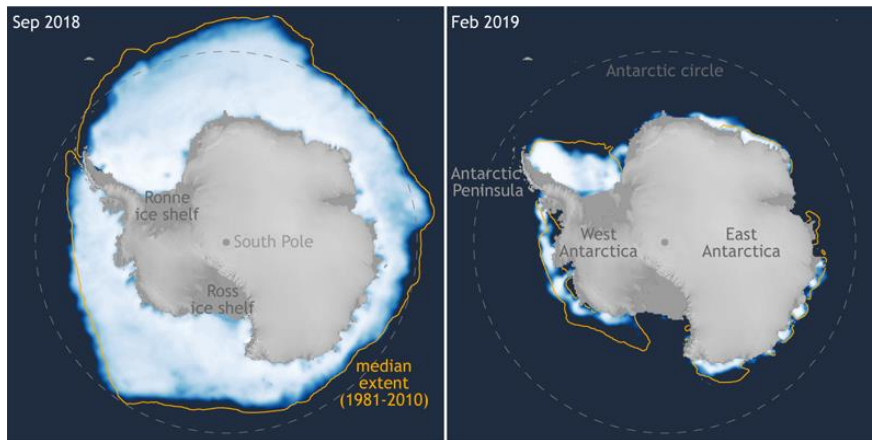 Sep 2018
Ronne
ice shelf
South Pole
Ross
ice shelf
median
extent
(1981-2010)
Feb 2019
Antarctic circle
Antarctic
Peninsula
West
Antarctica
East
Antarctica